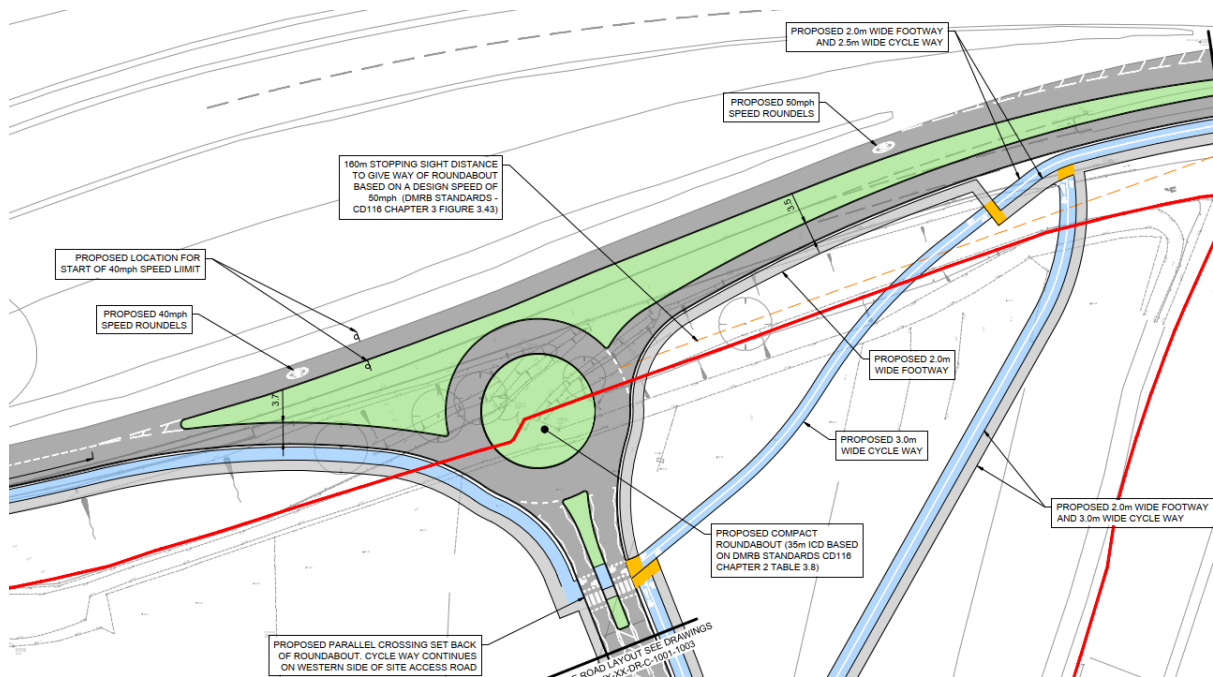 PROPOSED 2.0m WIDE FOOTWAY
AND 2.5m WIDE CYCLE WAY
PROPOSED 50mph
SPEED ROUNDELS
160m STOPPING SIGHT DISTANCE
TO GIVE WAY OF ROUNDABOUT
BASED ON A DESIGN SPEED OF
50mph (DMRB STANDARDS -
CD116 CHAPTER 3 FIGURE 3.43)
3.5
PROPOSED LOCATION FOR
START OF 40mph SPEED LIIMIT
PROPOSED 40mph
SPEED ROUNDELS
3.7
PROPOSED 2.0m
WIDE FOOTWAY
PROPOSED 3.0m
WIDE CYCLE WAY
PROPOSED 2.0m WIDE FOOTWAY
AND 3.0m WIDE CYCLE WAY
PROPOSED COMPACT
ROUNDABOUT (35m ICD BASED
ON DMRB STANDARDS CD116
CHAPTER 2 TABLE 3.8)
PROPOSED PARALLEL CROSSING SET BACK
OF ROUNDABOUT. CYCLE WAY CONTINUES
ON WESTERN SIDE OF SITE ACCESS ROAD
ROAD LAYOUT SEE DRAWINGS
XX-DR-C-1001-1003